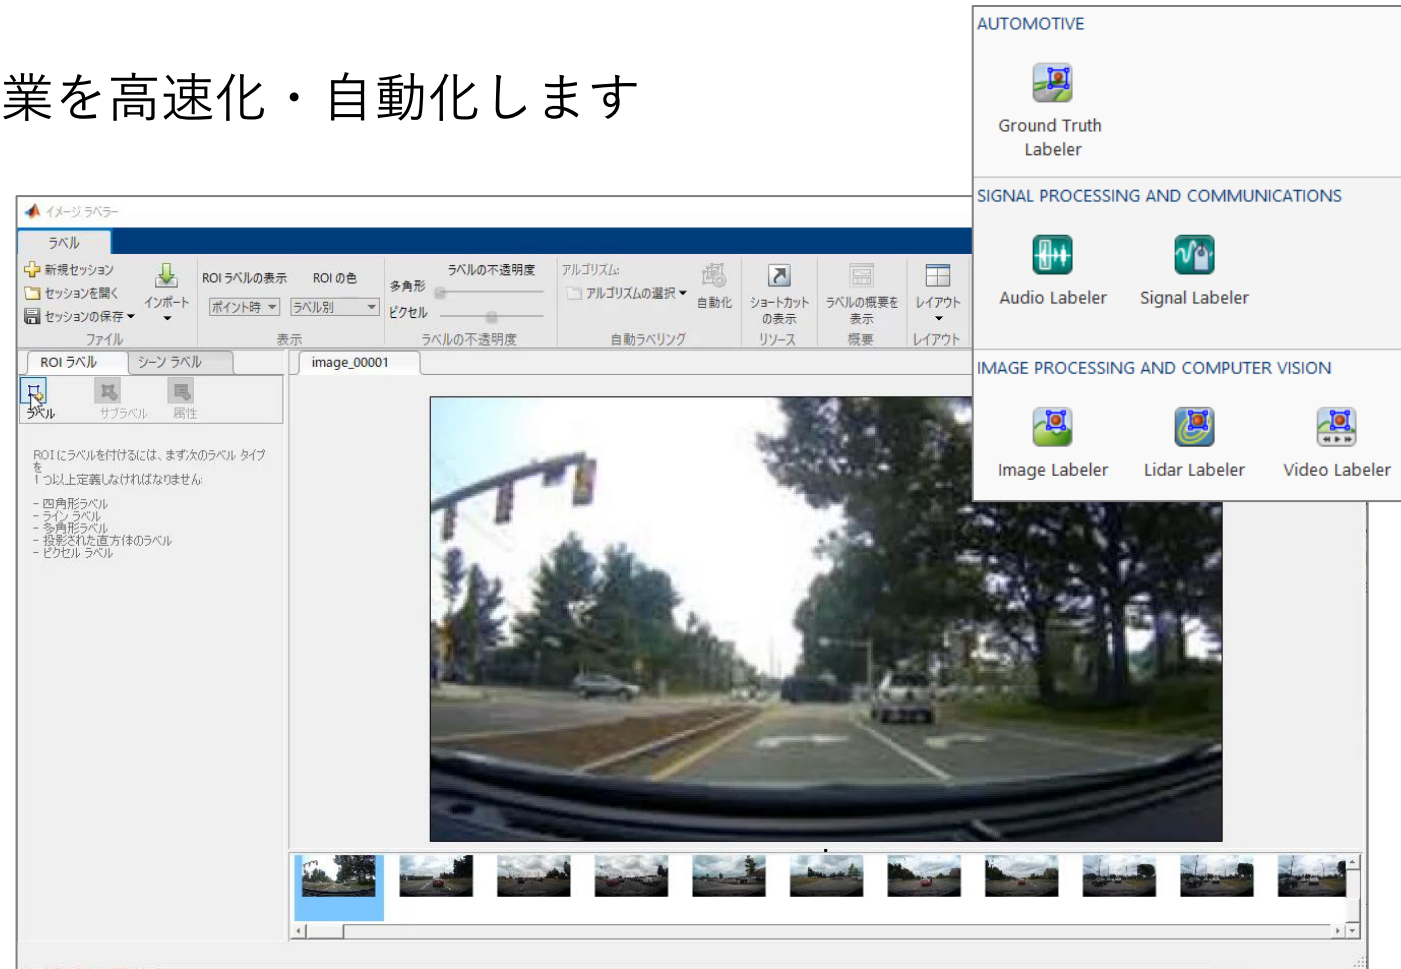 業を高速化・自動化します
AUTOMOTIVE
Ground Truth
Labeler
SIGNAL PROCESSING AND COMMUNICATIONS
Audio Labeler
Signal Labeler
IMAGE PROCESSING AND COMPUTER VISION
Image Labeler
Lidar Labeler
Video Labeler
イメージ ラベラー
ラベル
新規セッション
セッションを開く
セッションの保存
インポート
ファイル
ROI ラベルの表示
ROI の色
ポイント時
ラベル別
表示
ラベルの不透明度
多角形
ピクセル
ラベルの不透明度
アルゴリズム:
アルゴリズムの選択
自動化
自動ラベリング
ショートカット
の表示
リソース
ラベルの概要を
表示
概要
レイアウト
レイアウト
ROI ラベル
シーン ラベル
image_00001
ラベル
サブラベル
属性
ROIにラベルを付けるには、まず次のラベル タイプ
を
1 つ以上定義しなければなりません:
- 四角形ラベル
- ライン ラベル
- 多角形ラベル
- 投影された直方体のラベル
- ピクセル ラベル